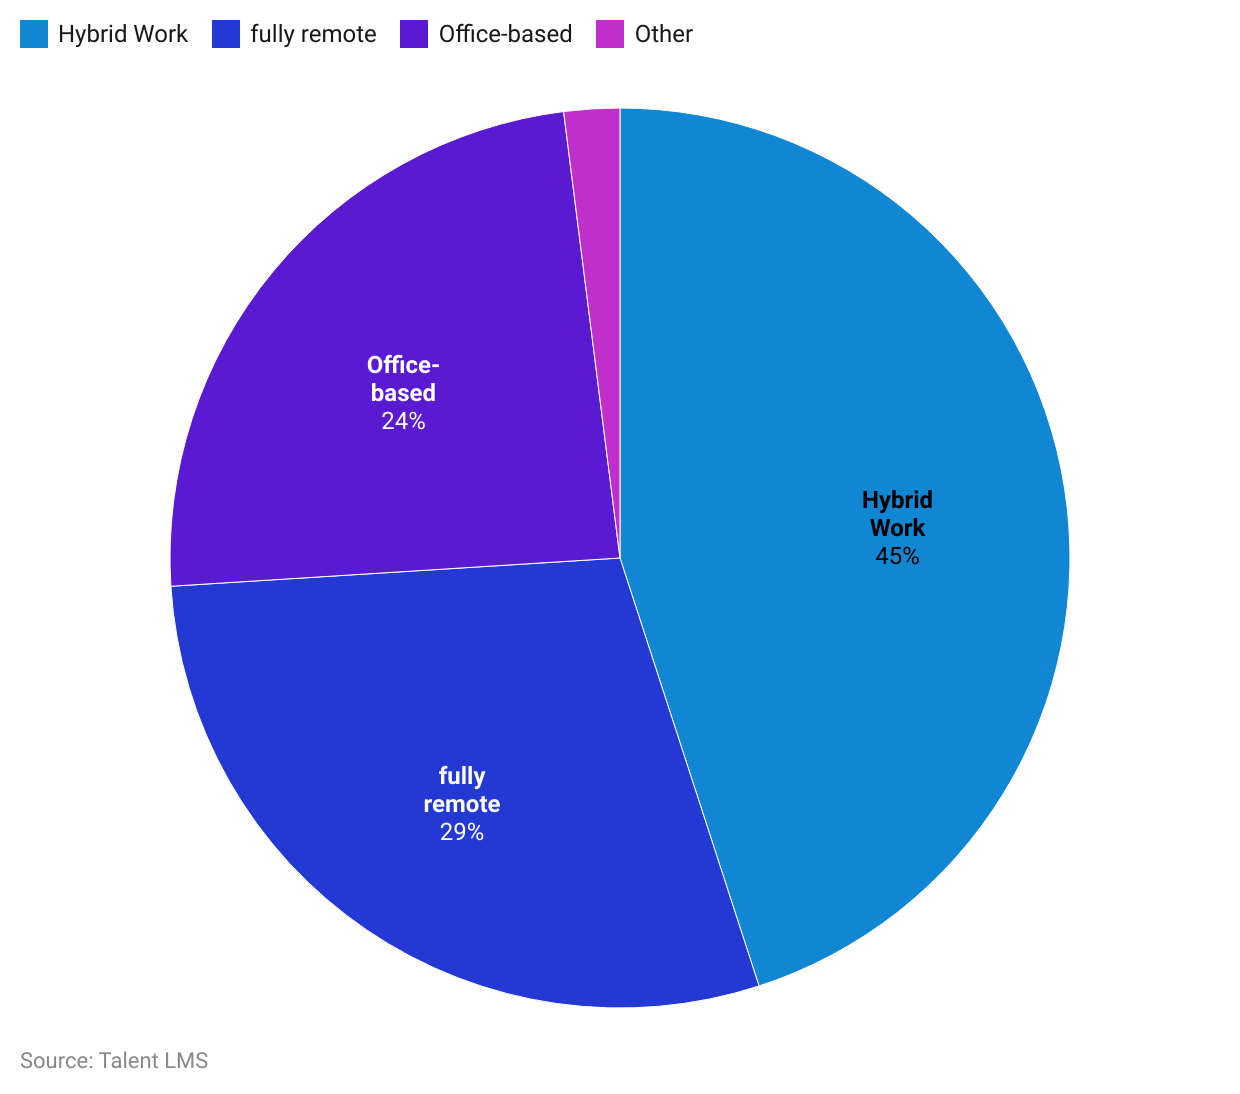 Hybrid Work fully remote Office-based Other
Office-
based
24%
Hybrid
Work
45%
fully
remote
29%
Source: Talent LMS